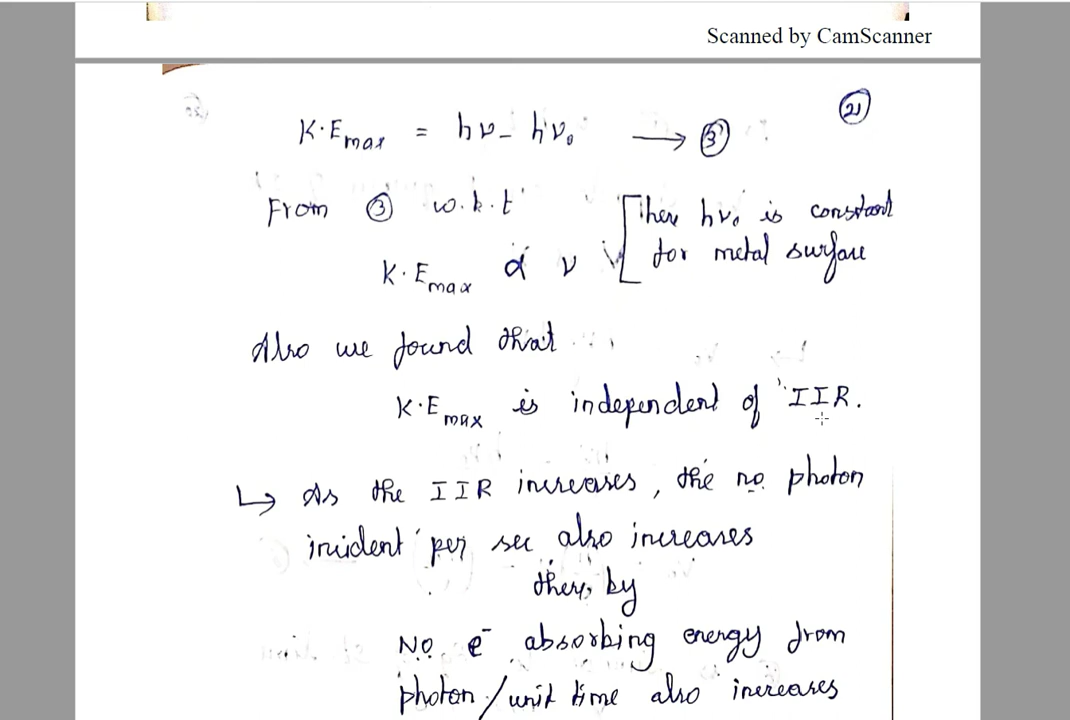 Scanned by CamScanner
21
K·Emax = hν - hν₀ → ③
From ③ w.k.t
K·Emax α ν
[Then hν₀ is constant
for metal surface
Also we found that
K·Emax is independent of IIR.
↳ As the IIR increases, the no. photon
incident per sec also increases
there, by
No. e⁻ absorbing energy from
photon/unit time also increases